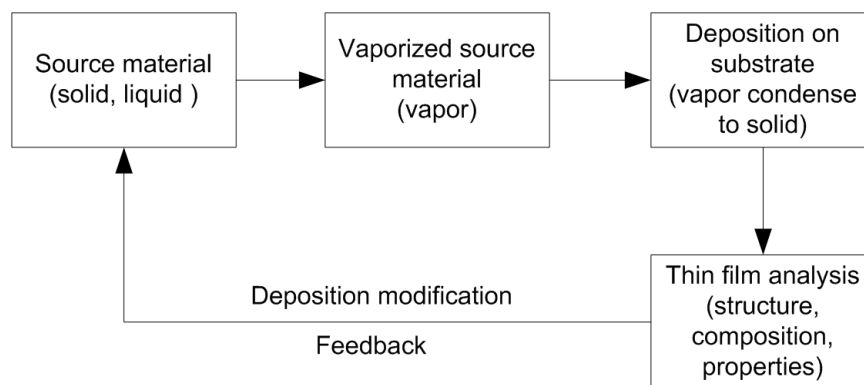 Source material
(solid, liquid )
Vaporized source
material
(vapor)
Deposition on
substrate
(vapor condense
to solid)
Thin film analysis
(structure,
composition,
properties)
Deposition modification
Feedback